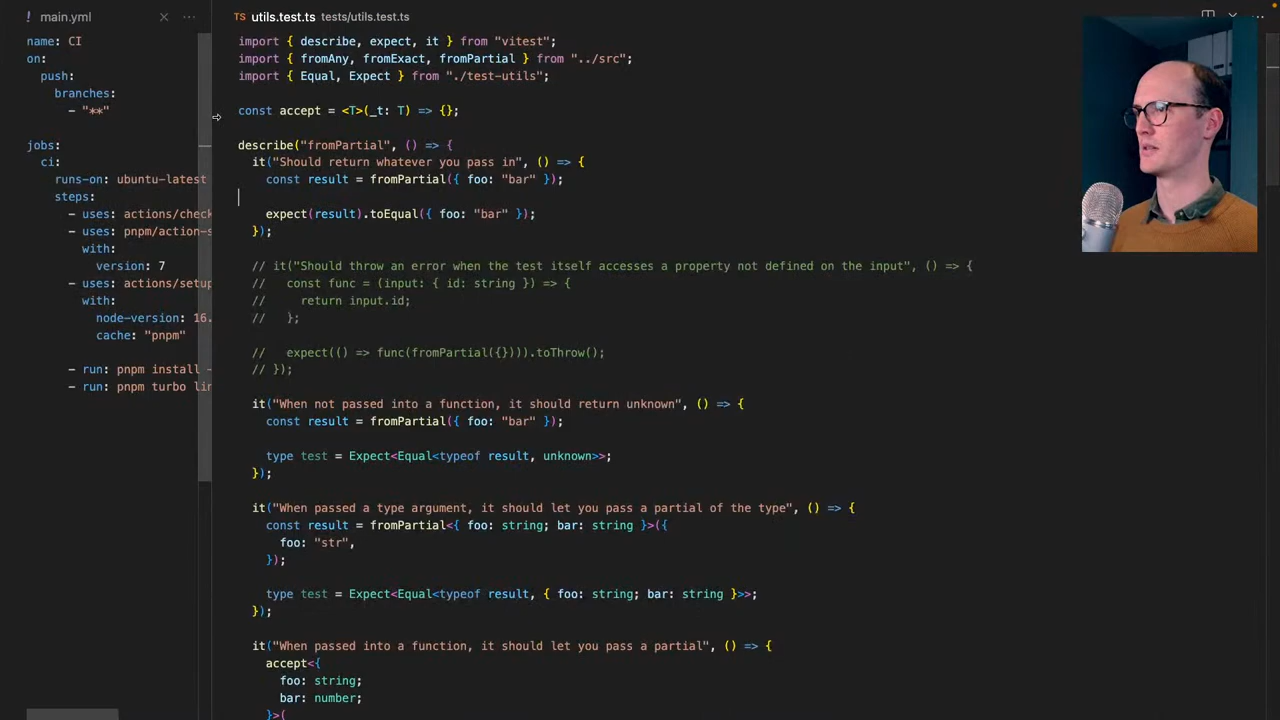 main.yml
name: CI
on:
push:
branches:
- "**"
jobs:
ci:
runs-on: ubuntu-latest
steps:
- uses: actions/check
- uses: pnpm/action-s
with:
version: 7
- uses: actions/setup
with:
node-version: 16.
cache: "pnpm"
- run: pnpm install -
- run: pnpm turbo lin
TS utils.test.ts tests/utils.test.ts
import { describe, expect, it } from "vitest";
import { fromAny, fromExact, fromPartial } from "../src";
import { Equal, Expect } from "./test-utils";
const accept = <T>(_t: T) => {};
describe("fromPartial", () => {
it("Should return whatever you pass in", () => {
const result = fromPartial({ foo: "bar" });
expect(result).toEqual({ foo: "bar" });
});
// it("Should throw an error when the test itself accesses a property not defined on the input", () => {
//   const func = (input: { id: string }) => {
//     return input.id;
//   };
//   expect(() => func(fromPartial({}))).toThrow();
// });
it("When not passed into a function, it should return unknown", () => {
const result = fromPartial({ foo: "bar" });
type test = Expect<Equal<typeof result, unknown>>;
});
it("When passed a type argument, it should let you pass a partial of the type", () => {
const result = fromPartial<{ foo: string; bar: string }>({
foo: "str",
});
type test = Expect<Equal<typeof result, { foo: string; bar: string }>>;
});
it("When passed into a function, it should let you pass a partial", () => {
accept<{
foo: string;
bar: number;
}>(